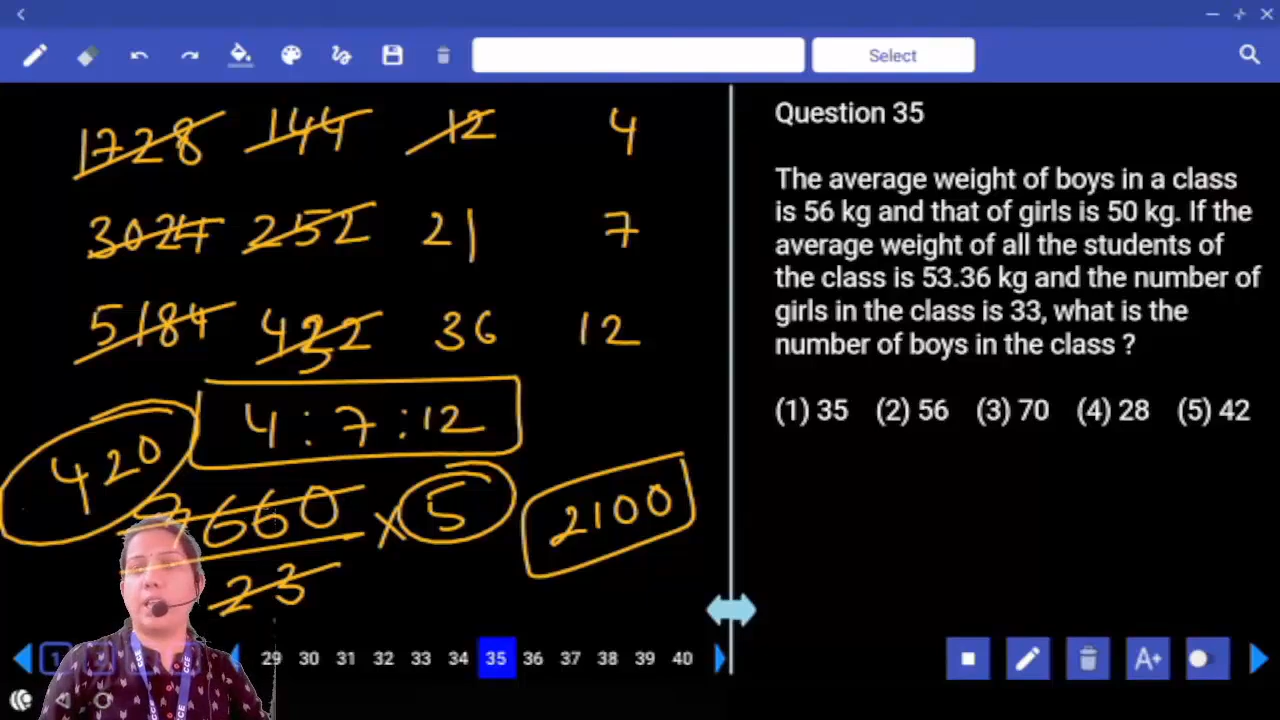 Select
1728 144 12 4
3024 252 21 7
5184 432 36 12
4 : 7 : 12
420
9660 × 5 2100
23
Question 35
The average weight of boys in a class
is 56 kg and that of girls is 50 kg. If the
average weight of all the students of
the class is 53.36 kg and the number of
girls in the class is 33, what is the
number of boys in the class ?
(1) 35 (2) 56 (3) 70 (4) 28 (5) 42
1
29 30 31 32 33 34 35 36 37 38 39 40
A+
CCE